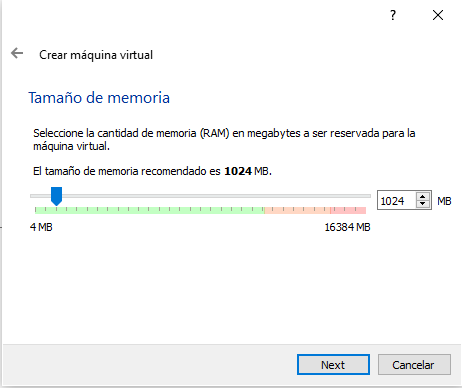 ?
Crear máquina virtual
Tamaño de memoria
Seleccione la cantidad de memoria (RAM) en megabytes a ser reservada para la
máquina virtual.
El tamaño de memoria recomendado es 1024 MB.
1024 MB
4 MB 16384 MB
Next Cancelar